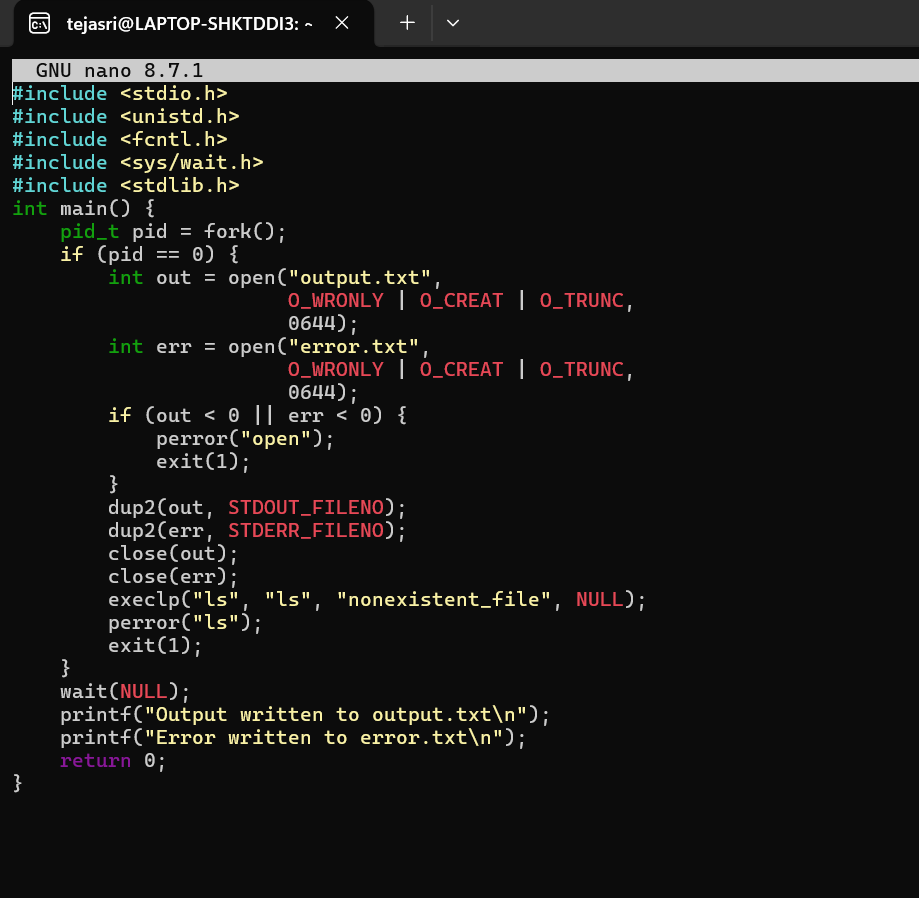 tejasri@LAPTOP-SHKTDDI3: ~
GNU nano 8.7.1
#include <stdio.h>
#include <unistd.h>
#include <fcntl.h>
#include <sys/wait.h>
#include <stdlib.h>
int main() {
    pid_t pid = fork();
    if (pid == 0) {
        int out = open("output.txt",
                       O_WRONLY | O_CREAT | O_TRUNC,
                       0644);
        int err = open("error.txt",
                       O_WRONLY | O_CREAT | O_TRUNC,
                       0644);
        if (out < 0 || err < 0) {
            perror("open");
            exit(1);
        }
        dup2(out, STDOUT_FILENO);
        dup2(err, STDERR_FILENO);
        close(out);
        close(err);
        execlp("ls", "ls", "nonexistent_file", NULL);
        perror("ls");
        exit(1);
    }
    wait(NULL);
    printf("Output written to output.txt\n");
    printf("Error written to error.txt\n");
    return 0;
}